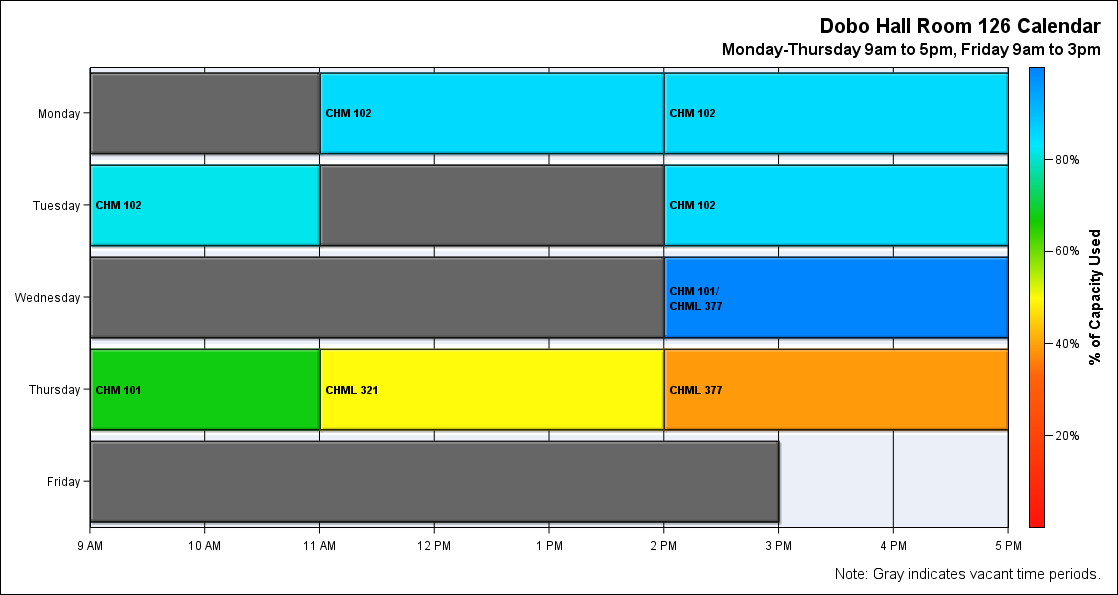 Dobo Hall Room 126 Calendar
Monday-Thursday 9am to 5pm, Friday 9am to 3pm
Monday
CHM 102
CHM 102
Tuesday
CHM 102
CHM 102
Wednesday
CHM 101/
CHML 377
Thursday
CHM 101
CHML 321
CHML 377
Friday
9 AM
10 AM
11 AM
12 PM
1 PM
2 PM
3 PM
4 PM
5 PM
80%
60%
40%
20%
% of Capacity Used
Note: Gray indicates vacant time periods.